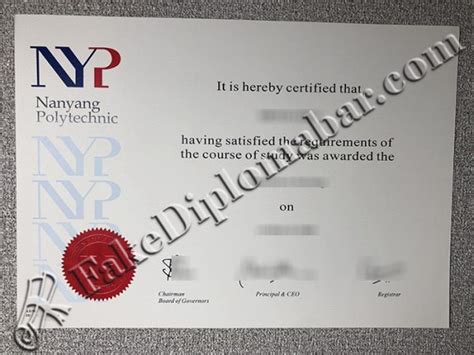 NYP
Nanyang
Polytechnic
It is hereby certified that
having satisfied the requirements of
the course of study was awarded the
on
FakeDiplomabar.com
Chairman
Board of Governors
Principal & CEO
Registrar